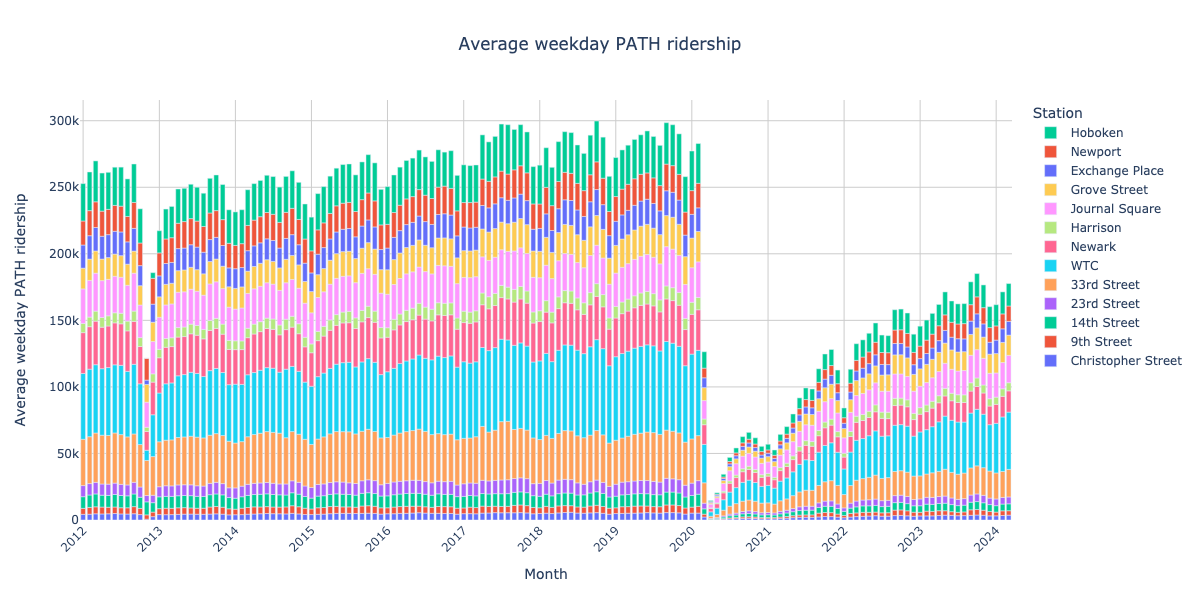 Average weekday PATH ridership
Average weekday PATH ridership
300k
250k
200k
150k
100k
50k
0
2012
2013
2014
2015
2016
2017
2018
2019
2020
2021
2022
2023
2024
Month
Station
Hoboken
Newport
Exchange Place
Grove Street
Journal Square
Harrison
Newark
WTC
33rd Street
23rd Street
14th Street
9th Street
Christopher Street